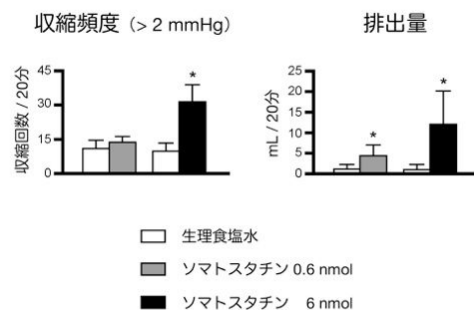 収縮頻度（> 2 mmHg）
収縮回数 / 20分
45
30
15
0
*
排出量
mL / 20分
25
20
15
10
5
0
*
*
生理食塩水
ソマトスタチン 0.6 nmol
ソマトスタチン 6 nmol